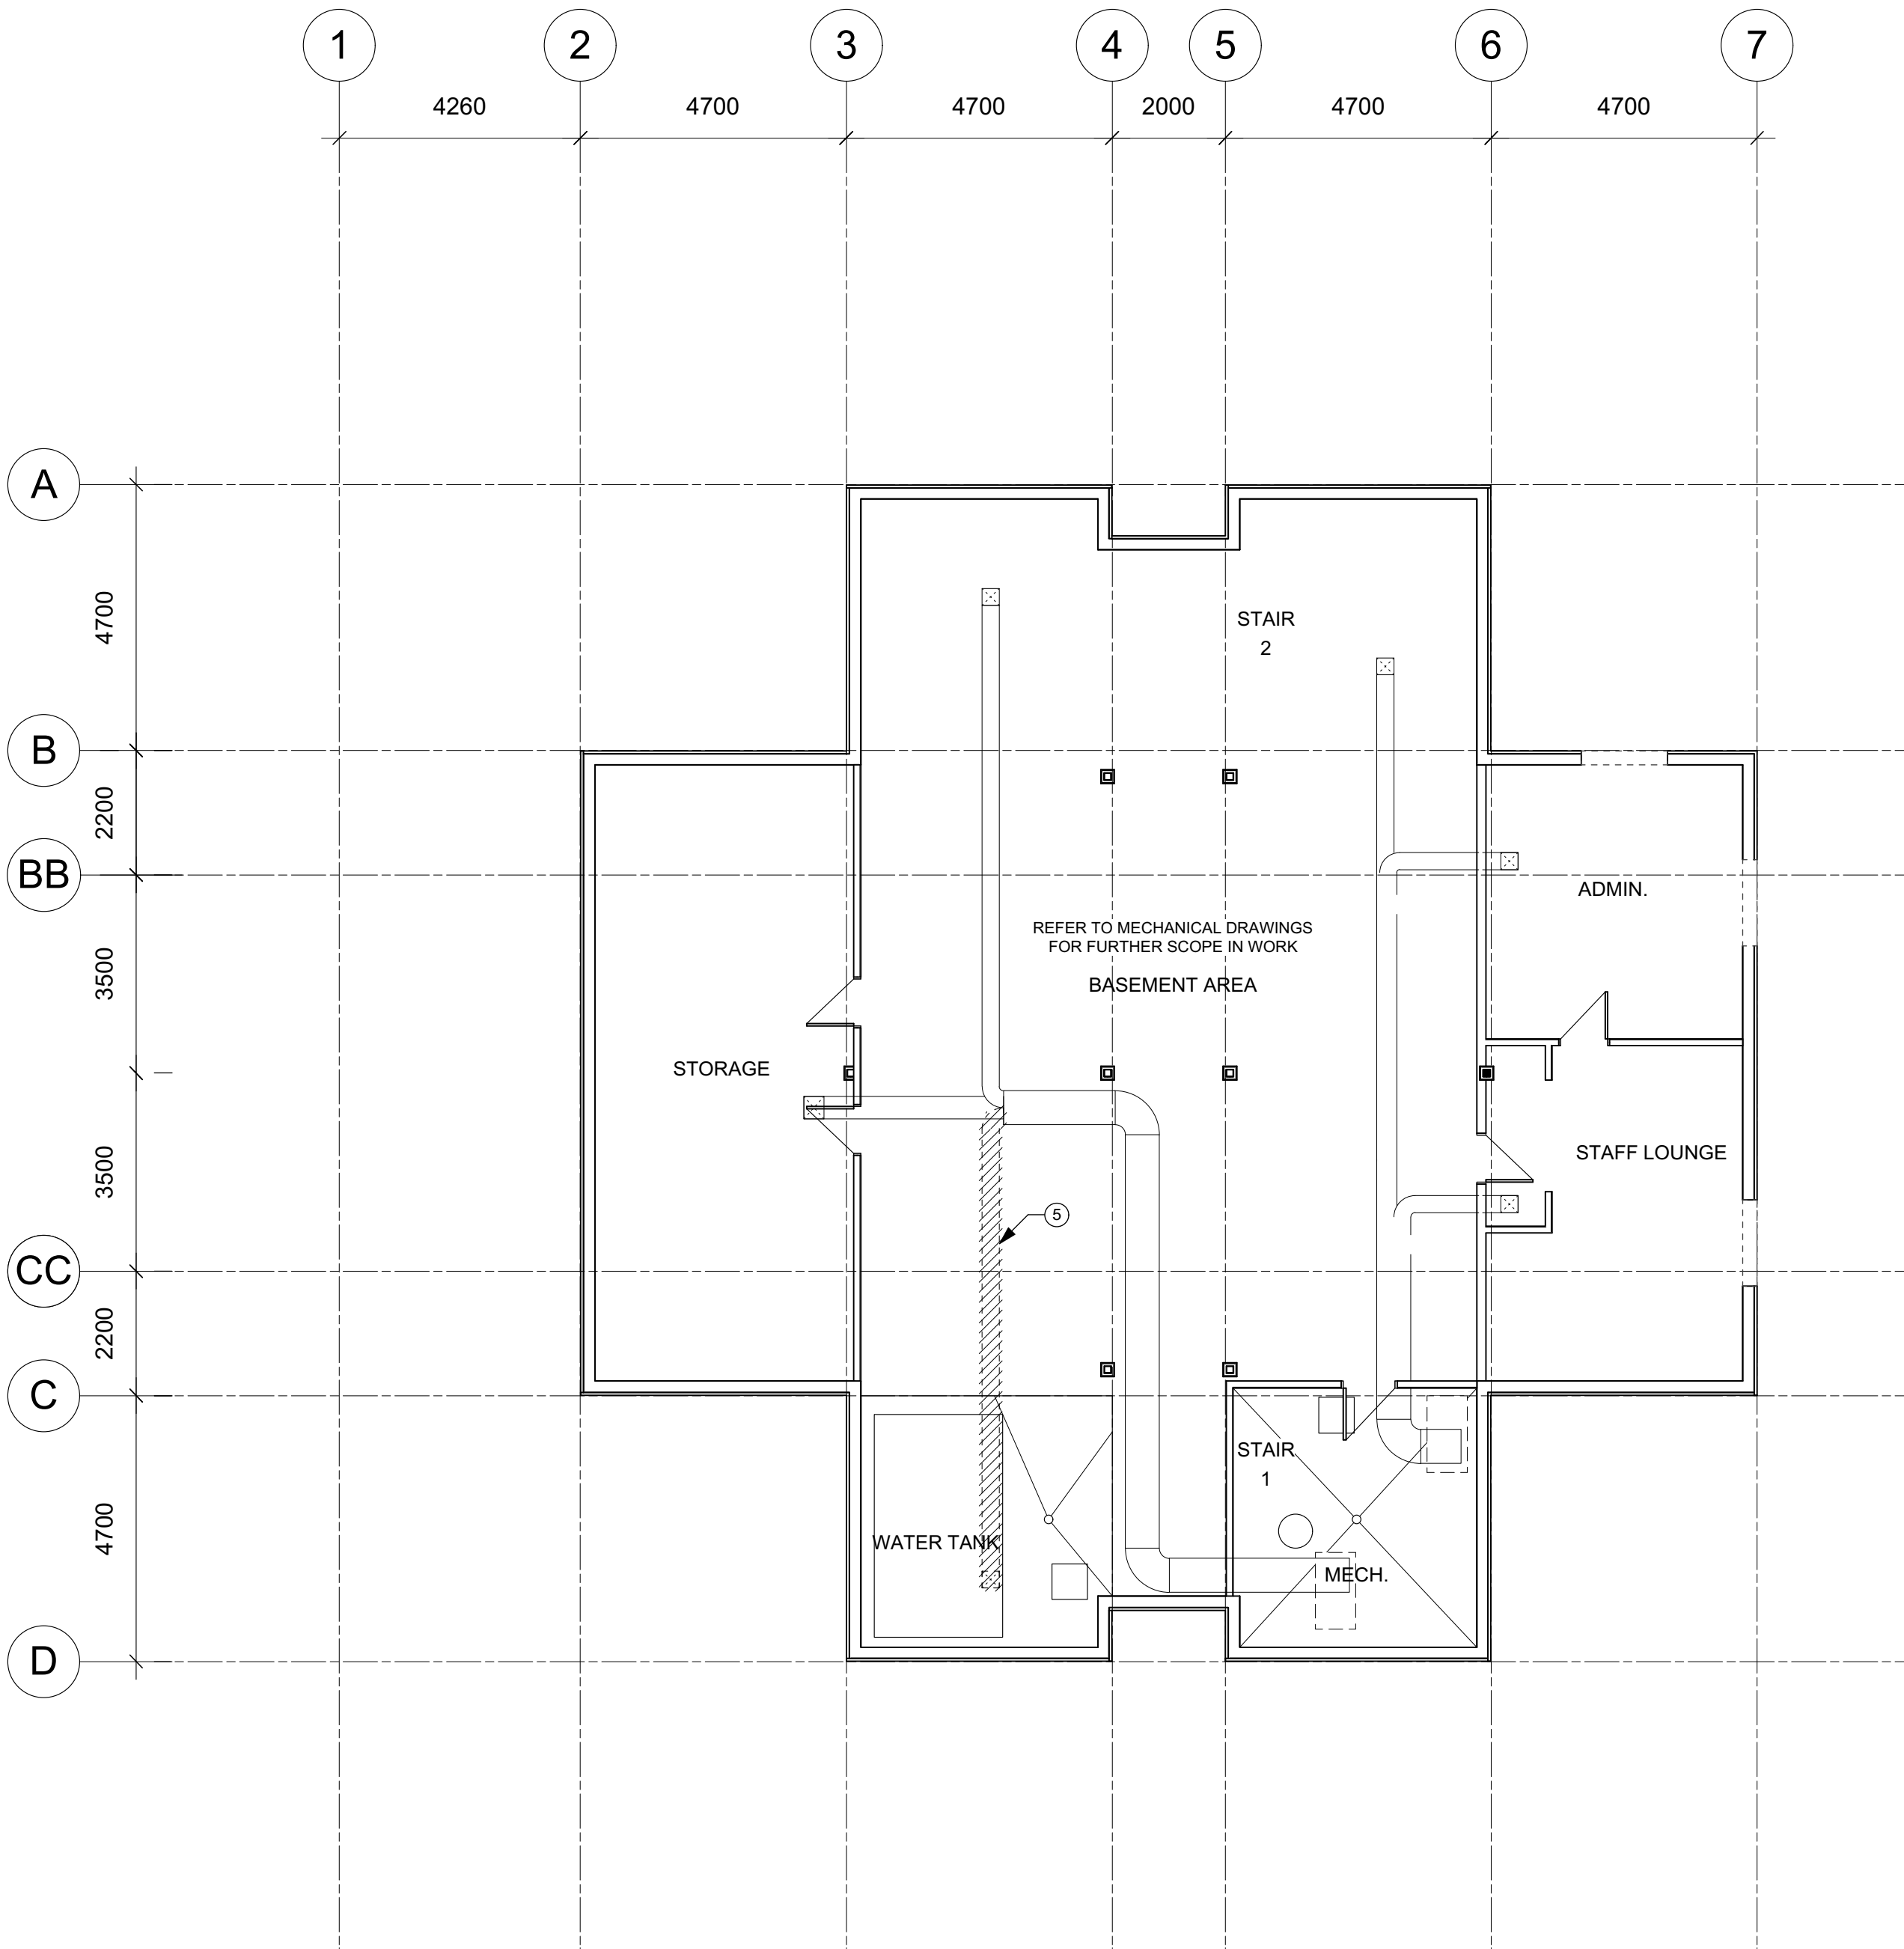 1
2
3
4
5
6
7
4260
4700
4700
2000
4700
4700
A
4700
STAIR
2
B
2200
BB
ADMIN.
REFER TO MECHANICAL DRAWINGS
FOR FURTHER SCOPE IN WORK
3500
BASEMENT AREA
STORAGE
STAFF LOUNGE
3500
5
CC
2200
C
STAIR
1
4700
WATER TANK
MECH.
D